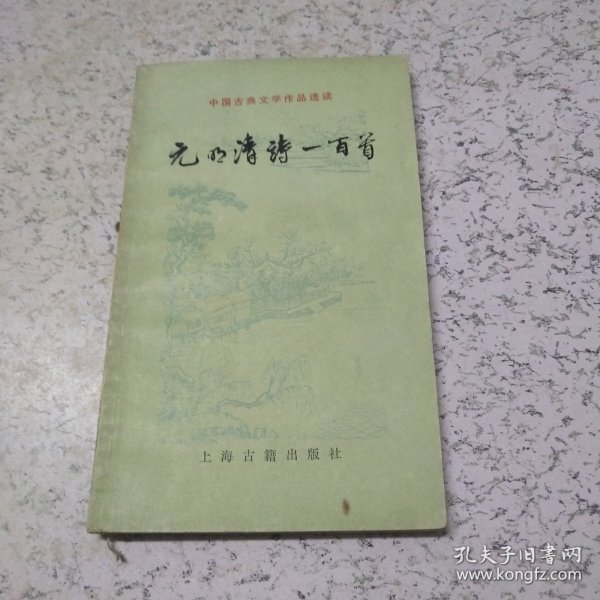 中国古典文学作品选读
元明清诗一百首
上海古籍出版社
孔夫子旧书网
www.kongfz.com